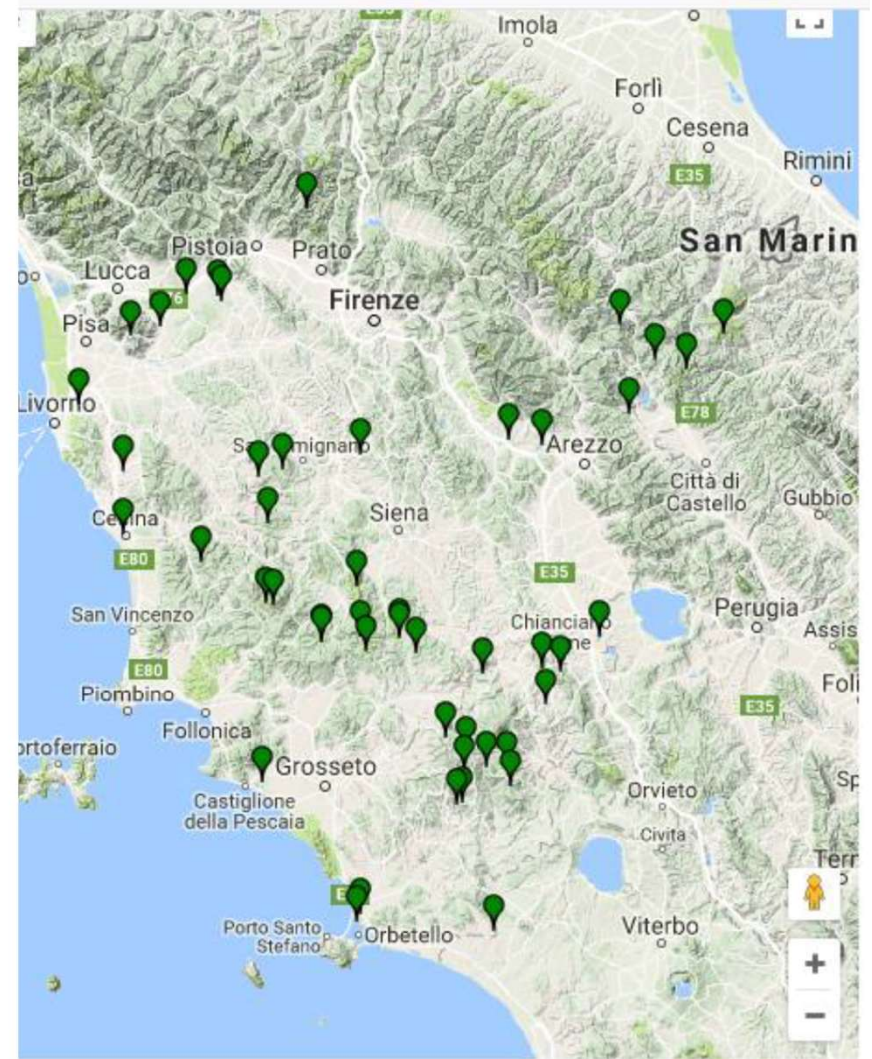 Imola
Forlì
Cesena
E35
Rimini
San Marin
Pistoia
Prato
Lucca
Firenze
Pisa
Livorno
E78
Arezzo
Città di
Castello
Gubbio
Siena
E80
E35
San Vincenzo
Perugia
Assis
E80
E35
Foli
Piombino
Follonica
ortoferraio
Grosseto
Castiglione
della Pescaia
Orvieto
Sp
Civita
Terr
Porto Santo
Stefano
Orbetello
Viterbo
+
−